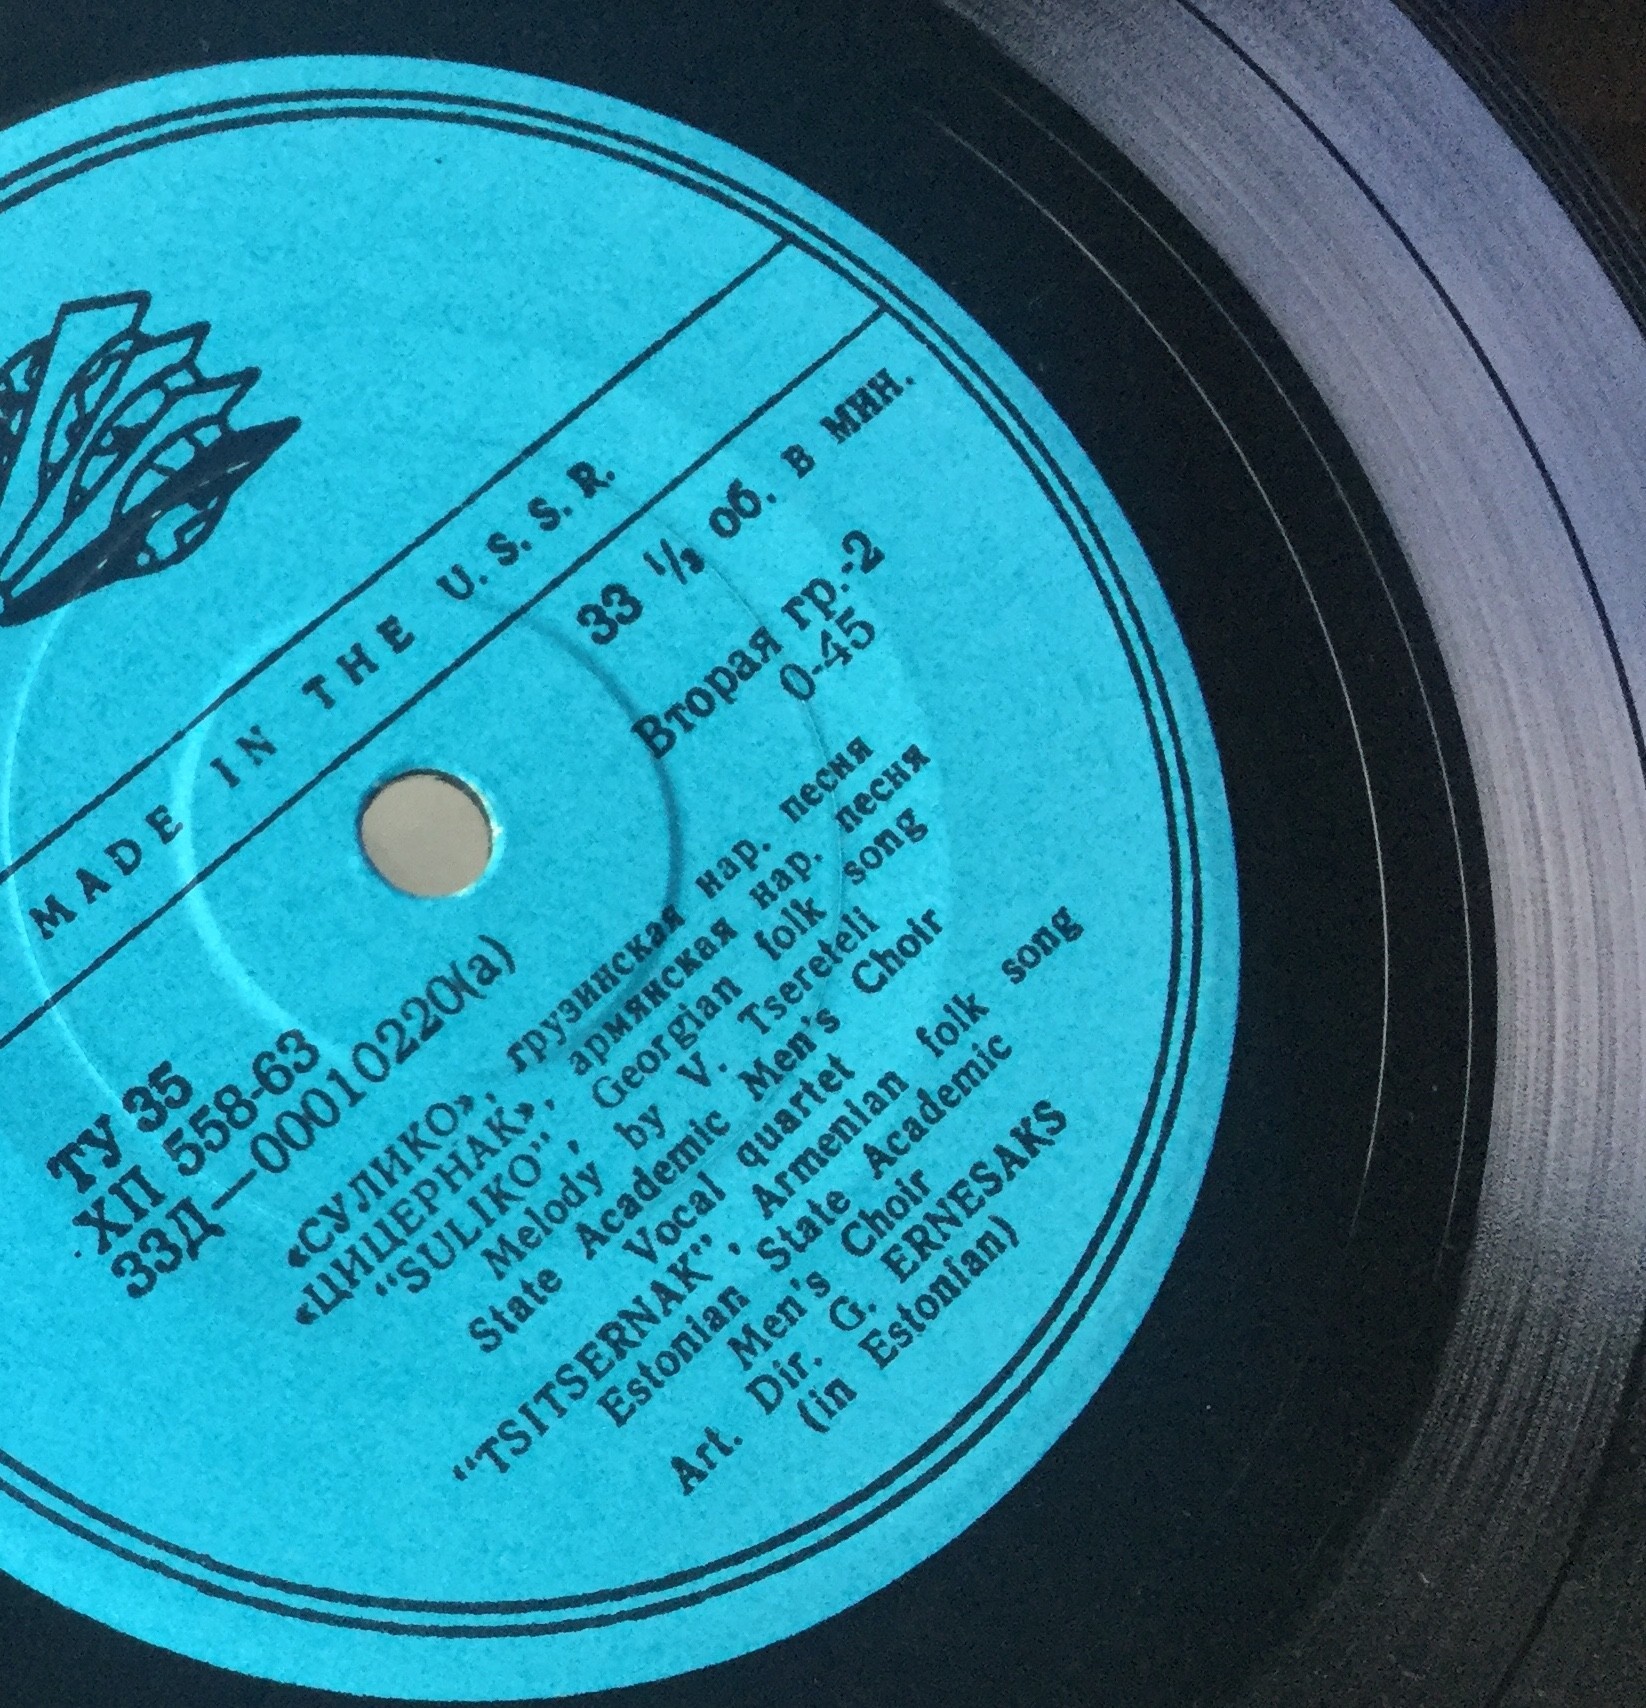 MADE IN THE U.S.S.R.
33 1/3 об. в мин.
Вторая гр.-2
0-45
ТУ 35
ХП 558-63
33Д—00010220(а)
«СУЛИКО», грузинская нар. песня
«ЦИЦЕРНАК», армянская нар. песня
"SULIKO", Georgian folk song
Melody by V. Tsereteli
State Academic Men's Choir
Vocal quartet
"TSITSERNAK", Armenian folk song
Estonian State Academic
Men's Choir
Art. Dir. G. ERNESAKS
(in Estonian)